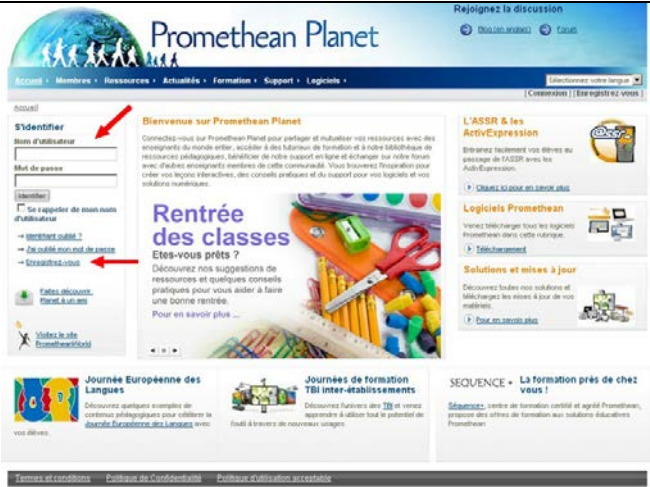 Promethean Planet
Rejoignez la discussion
Blog (en anglais)
Forum
Accueil Membres Ressources Actualités Formation Support Logiciels
Sélectionnez votre langue
[Connexion] [Enregistrez-vous]
Accueil
S'identifier
Nom d'utilisateur
Mot de passe
Identifier
Se rappeler de mon nom
d'utilisateur
Identifiant oublié ?
J'ai oublié mon mot de passe
Enregistrez-vous
Faites découvrir
Planet à un ami
Visitez le site
PrometheanWorld
Bienvenue sur Promethean Planet
Connectez-vous sur Promethean Planet pour partager et mutualiser vos ressources avec des
enseignants du monde entier, accéder à des tutoriaux de formation et à notre bibliothèque de
ressources pédagogiques, bénéficier de notre support en ligne et échanger sur notre forum
avec d'autres enseignants membres de cette communauté. Vous trouverez l'inspiration pour
créer vos leçons interactives, des conseils pratiques et du support pour vos logiciels et vos
solutions numériques.
Rentrée
des classes
Etes-vous prêts ?
Découvrez nos suggestions de
ressources et quelques conseils
pratiques pour vous aider à faire
une bonne rentrée.
Pour en savoir plus ...
L'ASSR & les
ActivExpression
Entrainez facilement vos élèves au
passage de l'ASSR avec les
ActivExpression.
Cliquez ici pour en savoir plus
Logiciels Promethean
Venez télécharger tous les logiciels
Promethean dans cette rubrique.
Téléchargement
Solutions et mises à jour
Découvrez toutes nos solutions et
téléchargez les mises à jour de vos
matériels.
Pour en savoir plus
Journée Européenne des
Langues
Découvrez quelques exemples de
contenus pédagogiques pour célébrer la
Journée Européenne des Langues avec
vos élèves.
Journées de formation
TBI inter-établissements
Découvrez l'univers des TBI et venez
apprendre à utiliser tout le potentiel de
l'outil à travers de nouveaux usages.
SEQUENCE +
La formation près de chez
vous !
Séquence+, centre de formation certifié et agréé Promethean,
propose des offres de formation aux solutions éducatives
Promethean
Termes et conditions Politique de Confidentialité Politique d'utilisation acceptable